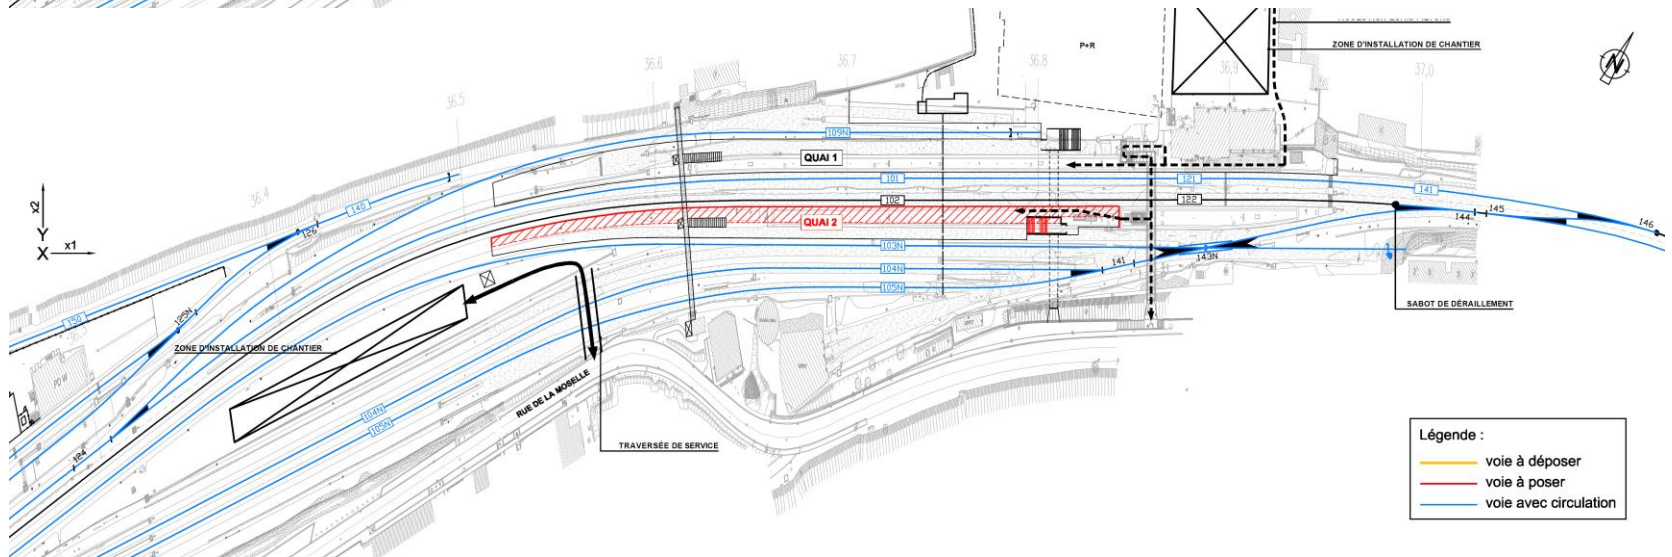 P+R
ZONE D'INSTALLATION DE CHANTIER
36.4
36.5
36.6
36.7
36.8
36,9
37,0
109N
QUAI 1
101
121
141
102
122
QUAI 2
140
126
103N
104N
105N
141
143N
144
145
146
x2
Y
X
x1
150
125N
ZONE D'INSTALLATION DE CHANTIER
PO W
SABOT DE DÉRAILLEMENT
RUE DE LA MOSELLE
104N
105N
124
TRAVERSÉE DE SERVICE
Légende :
voie à déposer
voie à poser
voie avec circulation